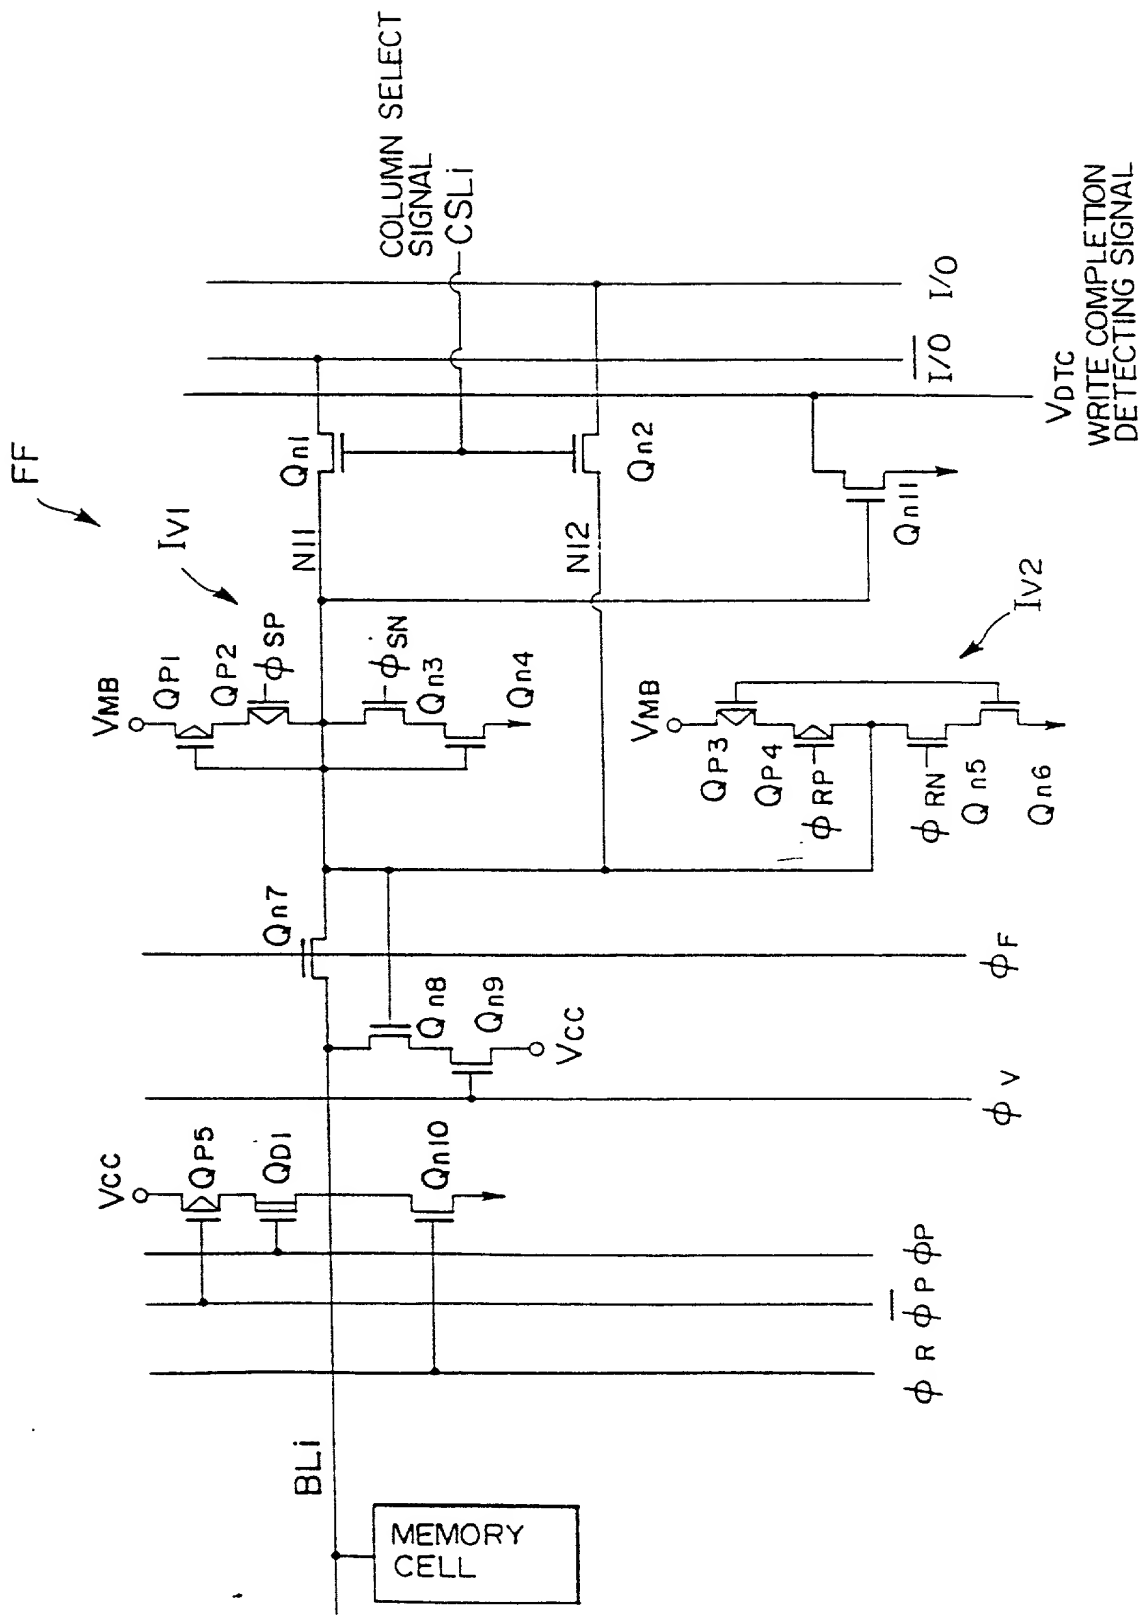 FF
COLUMN SELECT
SIGNAL
CSLi
IV1
VMB
QP1
QP2
φSP
φSN
Qn3
Qn4
N11
Qn1
N12
Qn2
Qn11
VCC
QP5
QD1
Qn10
Qn7
Qn8
Qn9
VCC
VMB
QP3
QP4
φRP
φRN
Qn5
Qn6
IV2
BLi
MEMORY
CELL
φR
φP
φP
φV
φF
VDTC
WRITE COMPLETION
DETECTING SIGNAL
I/O
I/O